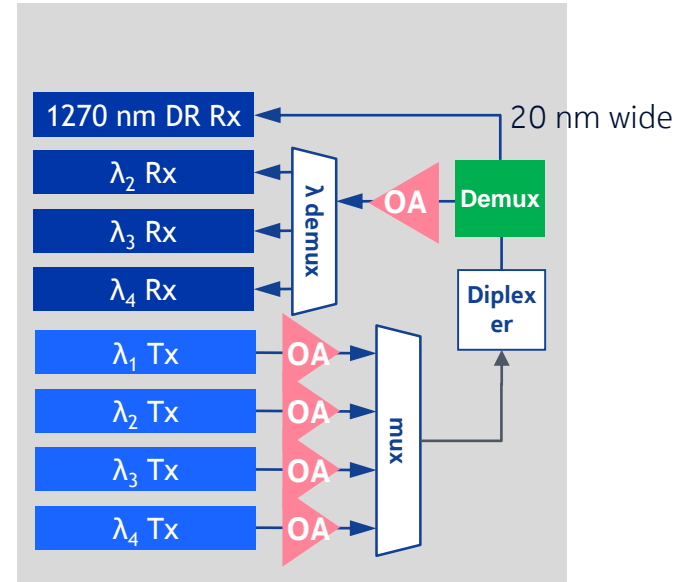 1270 nm DR Rx
20 nm wide
λ₂ Rx
λ demux
OA
Demux
λ₃ Rx
λ₄ Rx
Diplex
er
λ₁ Tx
OA
λ₂ Tx
OA
mux
λ₃ Tx
OA
λ₄ Tx
OA